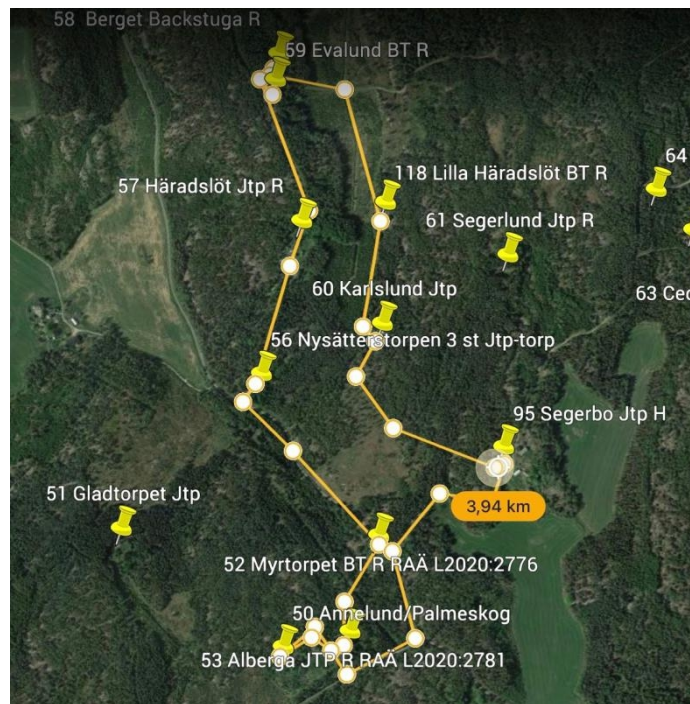 58 Berget Backstuga R
59 Evalund BT R
64
57 Häradslöt Jtp R
118 Lilla Häradslöt BT R
61 Segerlund Jtp R
60 Karlslund Jtp
63 Ced
56 Nysätterstorpen 3 st Jtp-torp
95 Segerbo Jtp H
51 Gladtorpet Jtp
3,94 km
52 Myrtorpet BT R RAÄ L2020:2776
50 Annelund/Palmeskog
53 Alberga JTP R RAÄ L2020:2781